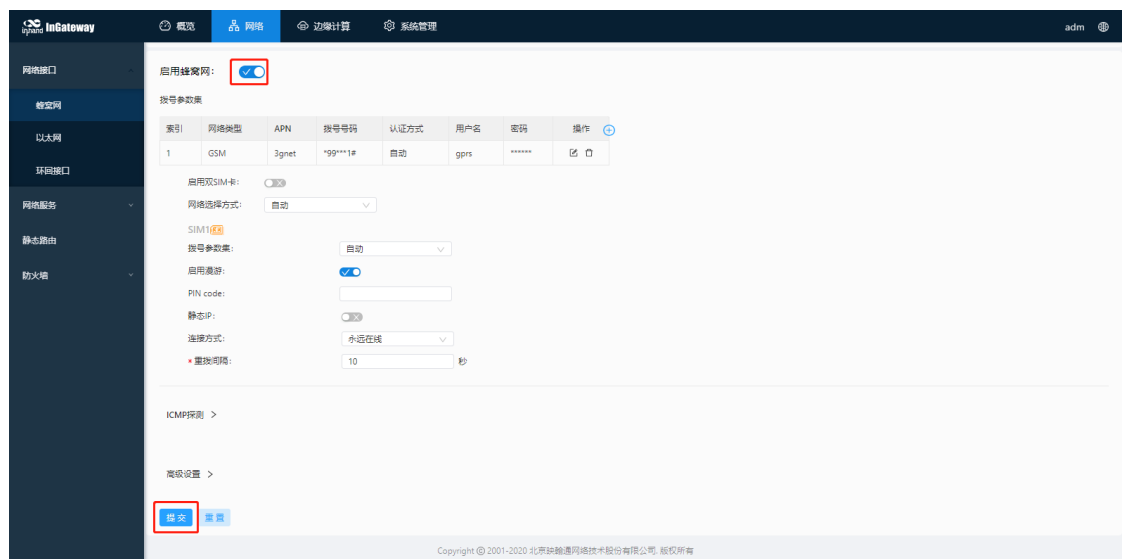 inhand InGateway 概览 网络 边缘计算 系统管理 adm
网络接口
蜂窝网
以太网
环回接口
网络服务
静态路由
防火墙
启用蜂窝网:
拨号参数集
索引 网络类型 APN 拨号号码 认证方式 用户名 密码 操作
1 GSM 3gnet *99***1# 自动 gprs ******
启用双SIM卡:
网络选择方式: 自动
SIM1
拨号参数集: 自动
启用漫游:
PIN code:
静态IP:
连接方式: 永远在线
* 重拨间隔: 10 秒
ICMP探测 >
高级设置 >
提交 重置
Copyright © 2001-2020 北京映翰通网络技术股份有限公司. 版权所有